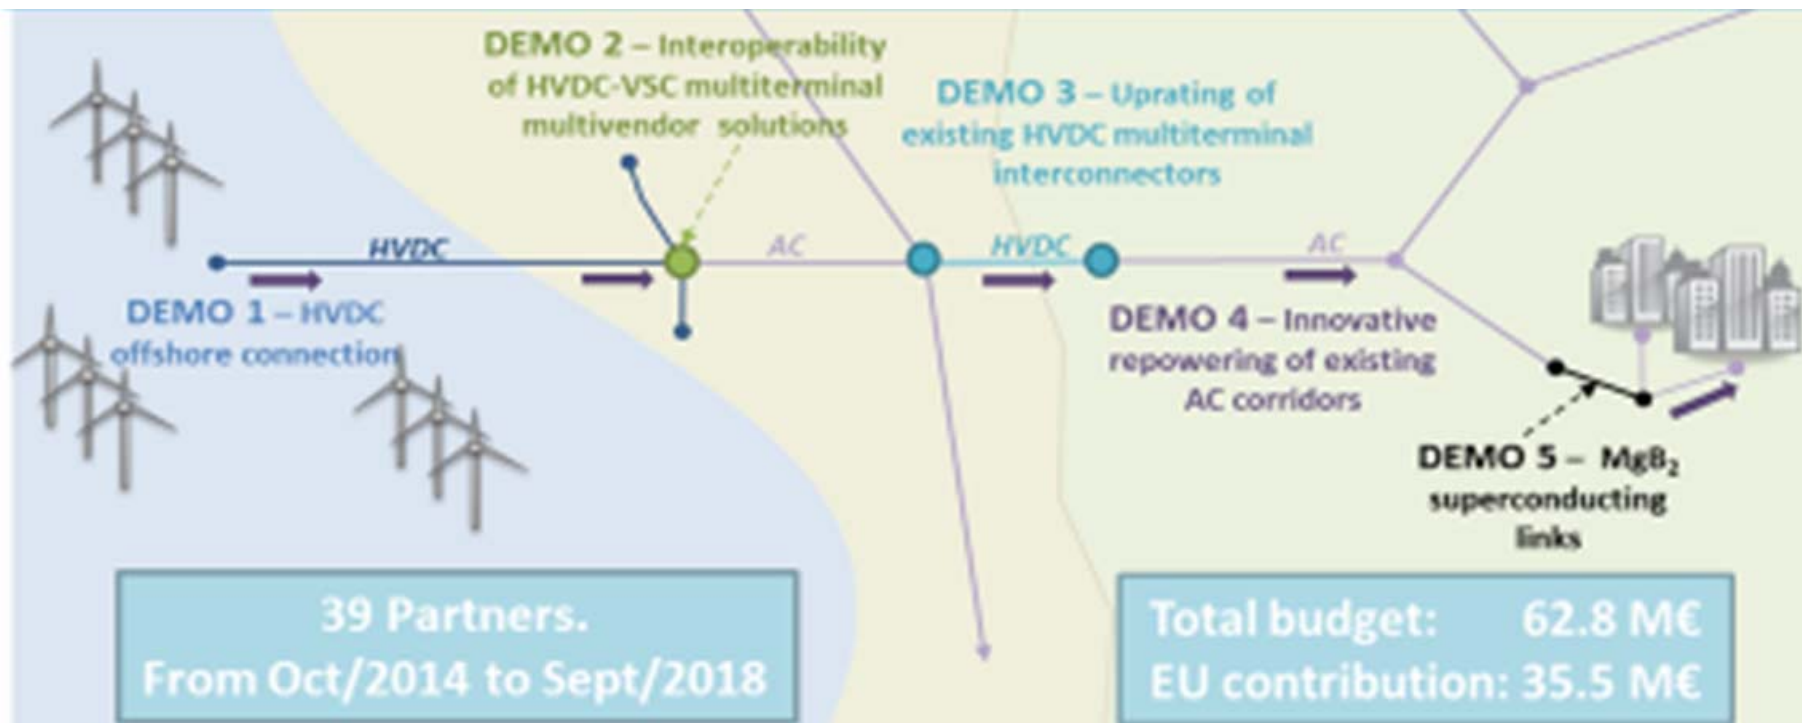 DEMO 2 – Interoperability
of HVDC-VSC multiterminal
multivendor solutions
DEMO 3 – Uprating of
existing HVDC multiterminal
interconnectors
HVDC
AC
HVDC
AC
DEMO 1 – HVDC
offshore connection
DEMO 4 – Innovative
repowering of existing
AC corridors
DEMO 5 – MgB₂
superconducting
links
39 Partners.
From Oct/2014 to Sept/2018
Total budget: 62.8 M€
EU contribution: 35.5 M€